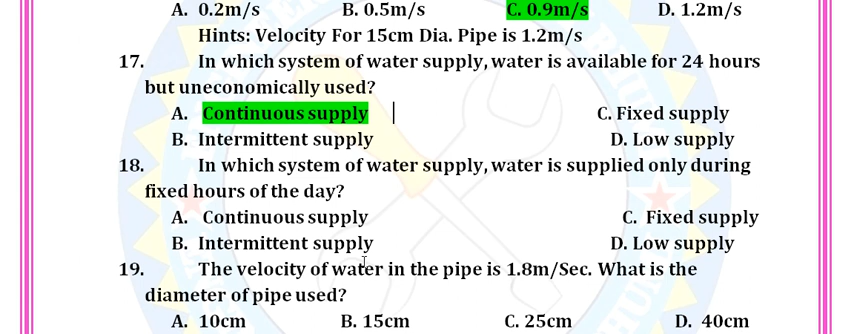 A. 0.2m/s B. 0.5m/s C. 0.9m/s D. 1.2m/s
Hints: Velocity For 15cm Dia. Pipe is 1.2m/s
17. In which system of water suply, water is available for 24 hours
but uneconomically used?
A. Continuous supply C. Fixed supply
B. Intermittent supply D. Low supply
18. In which system of water supply, water is supplied only during
fixed hours of the day?
A. Continuous supply C. Fixed supply
B. Intermittent supply D. Low supply
19. The velocity of water in the pipe is 1.8m/Sec. What is the
diameter of pipe used?
A. 10cm B. 15cm C. 25cm D. 40cm